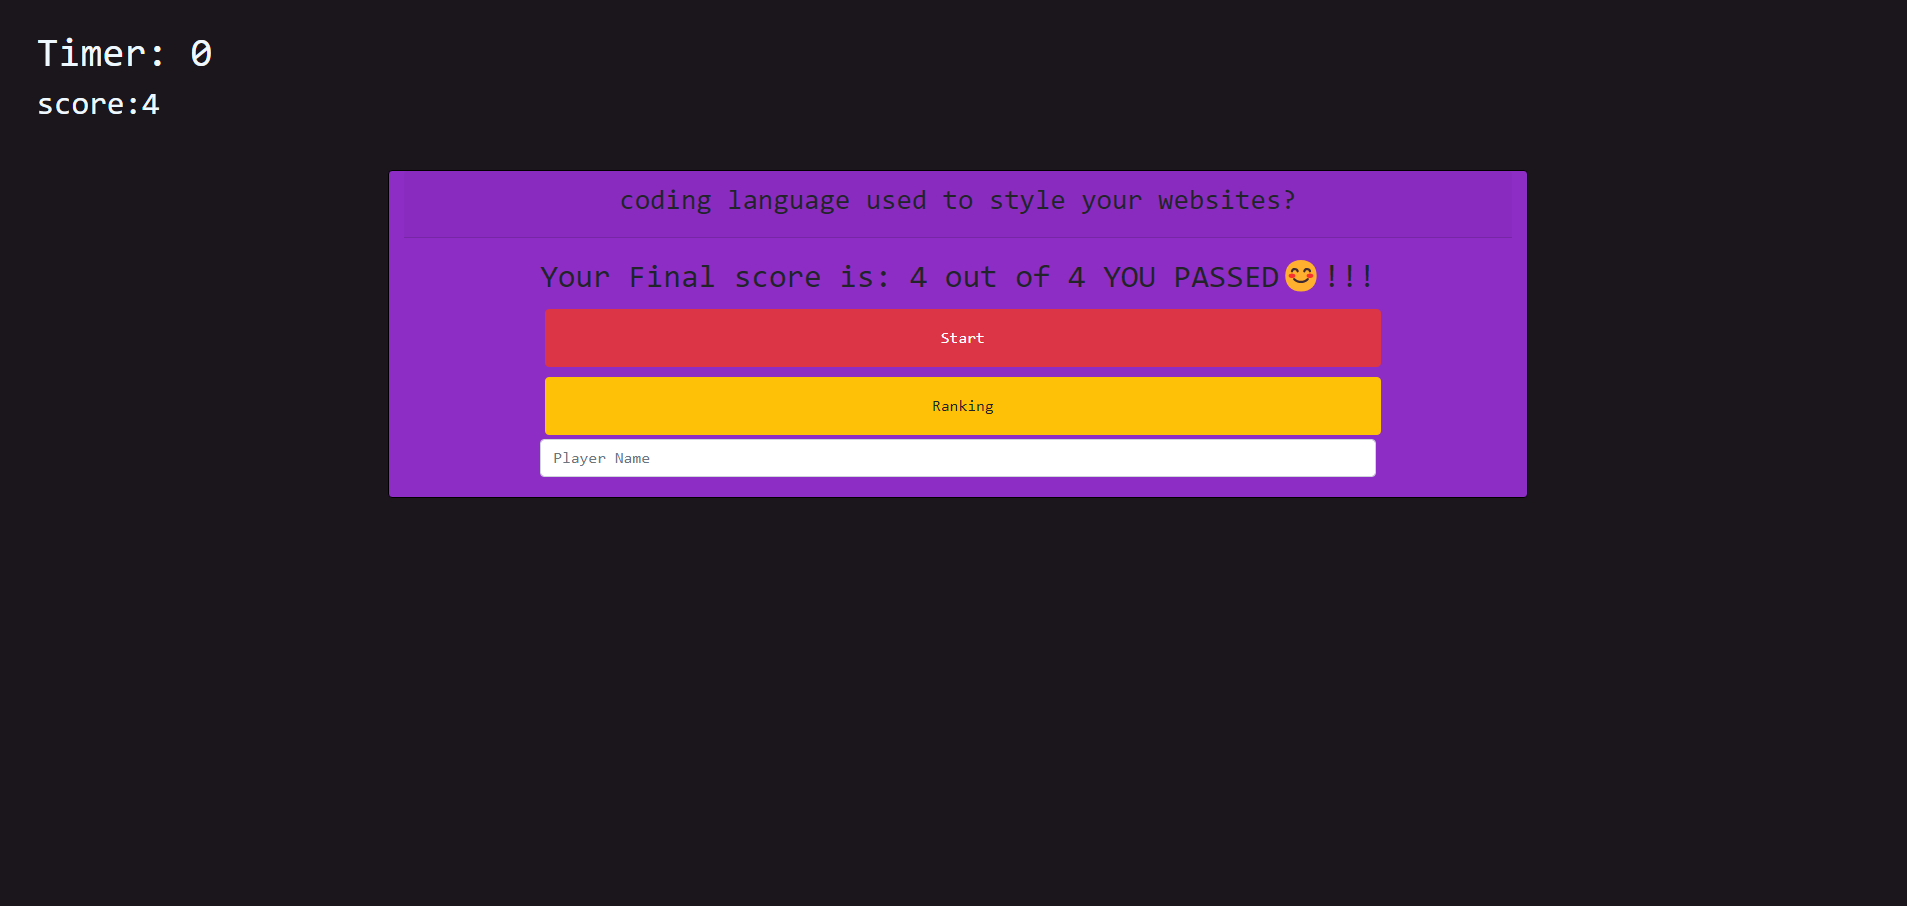 Timer: 0
score:4
coding language used to style your websites?
Your Final score is: 4 out of 4 YOU PASSED😊!!!
Start
Ranking
Player Name